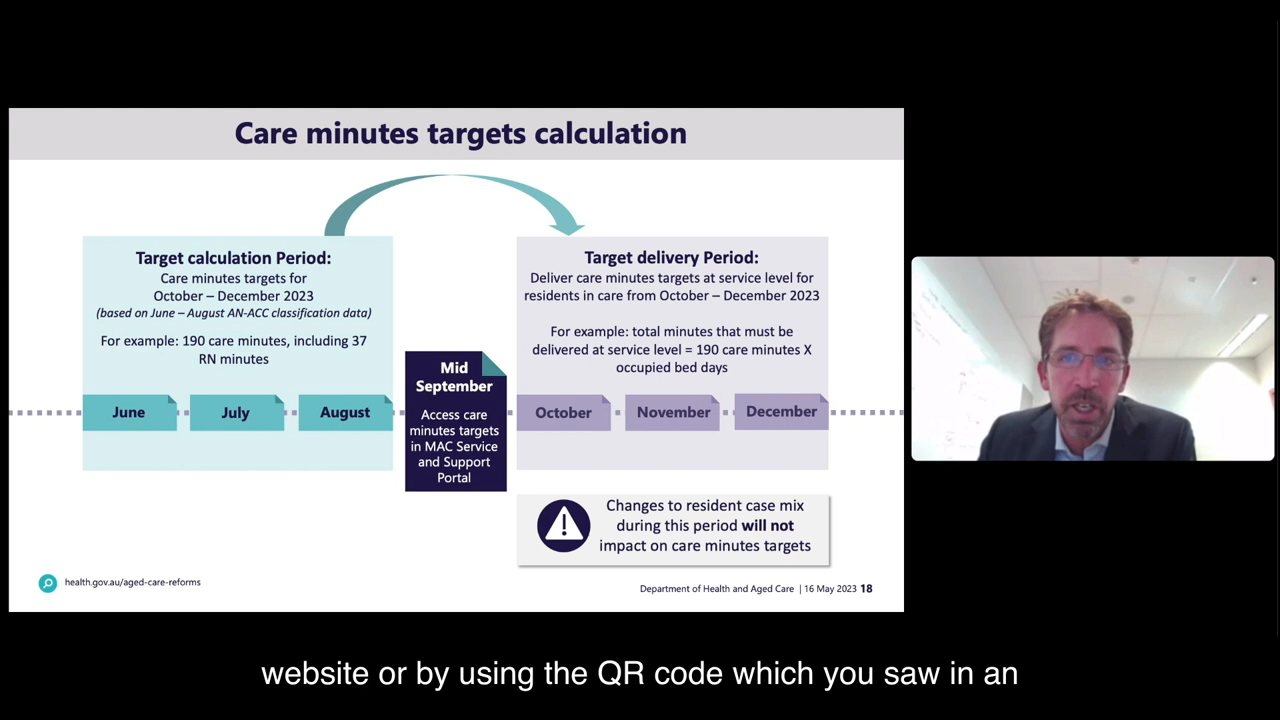 Care minutes targets calculation
Target calculation Period:
Care minutes targets for
October – December 2023
(based on June – August AN-ACC classification data)
For example: 190 care minutes, including 37
RN minutes
June
July
August
Mid
September
Access care
minutes targets
in MAC Service
and Support
Portal
Target delivery Period:
Deliver care minutes targets at service level for
residents in care from October – December 2023
For example: total minutes that must be
delivered at service level = 190 care minutes X
occupied bed days
October
November
December
Changes to resident case mix
during this period will not
impact on care minutes targets
health.gov.au/aged-care-reforms
Department of Health and Aged Care | 16 May 2023 18
website or by using the QR code which you saw in an